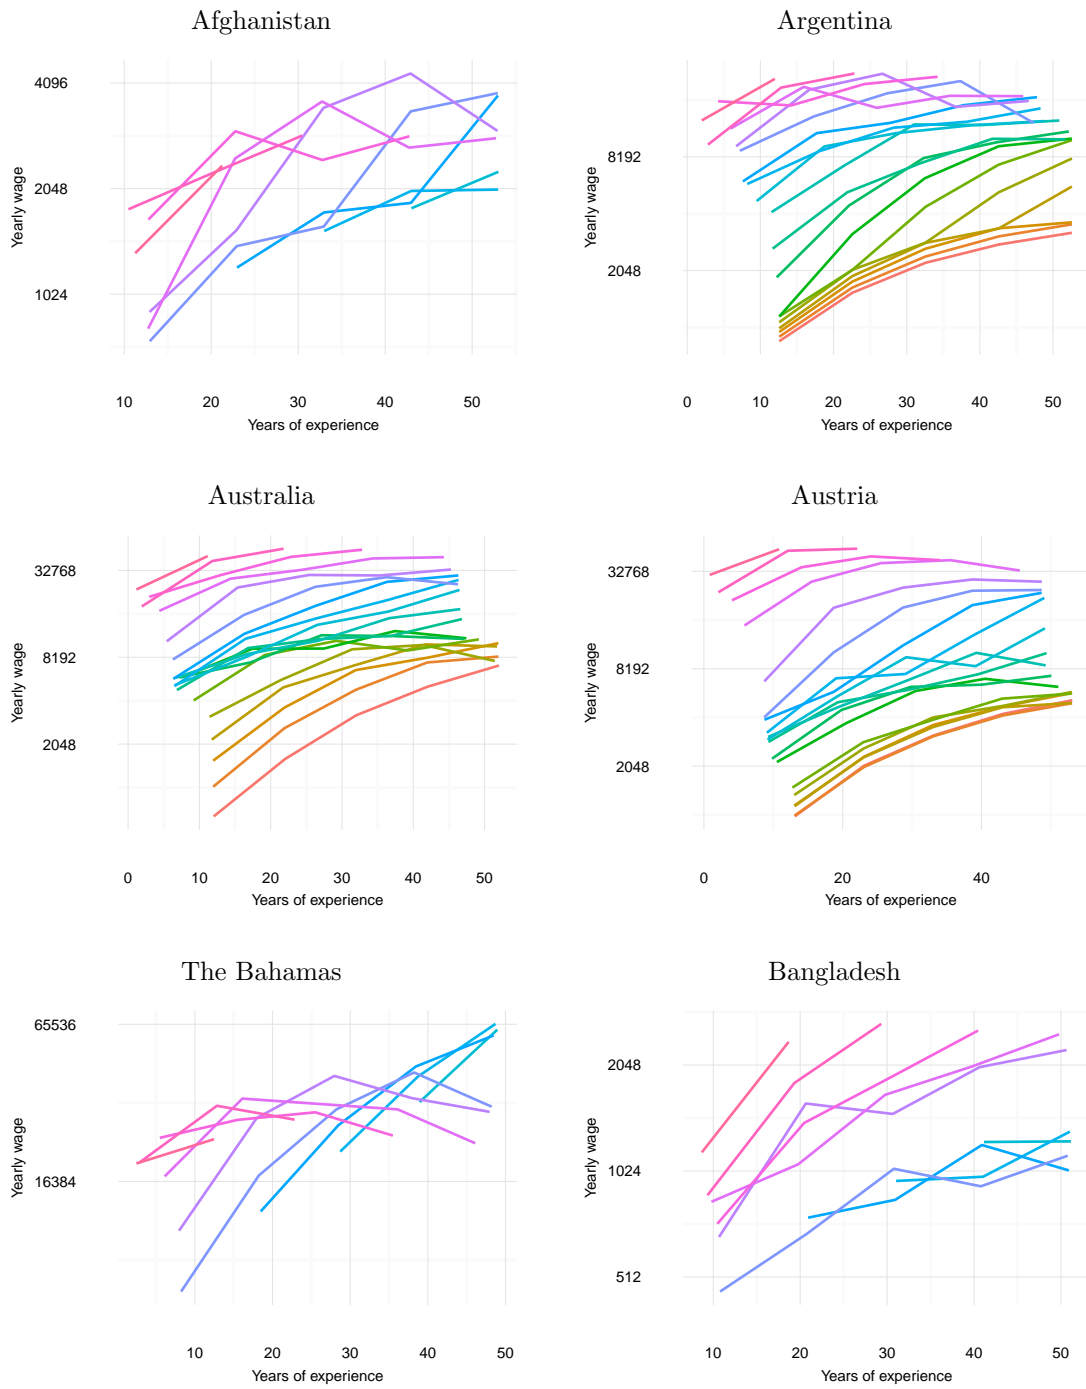 Afghanistan
Yearly wage
4096
2048
1024
10 20 30 40 50
Years of experience
Argentina
Yearly wage
8192
2048
0 10 20 30 40 50
Years of experience
Australia
Yearly wage
32768
8192
2048
0 10 20 30 40 50
Years of experience
Austria
Yearly wage
32768
8192
2048
0 20 40
Years of experience
The Bahamas
Yearly wage
65536
16384
10 20 30 40 50
Years of experience
Bangladesh
Yearly wage
2048
1024
512
10 20 30 40 50
Years of experience